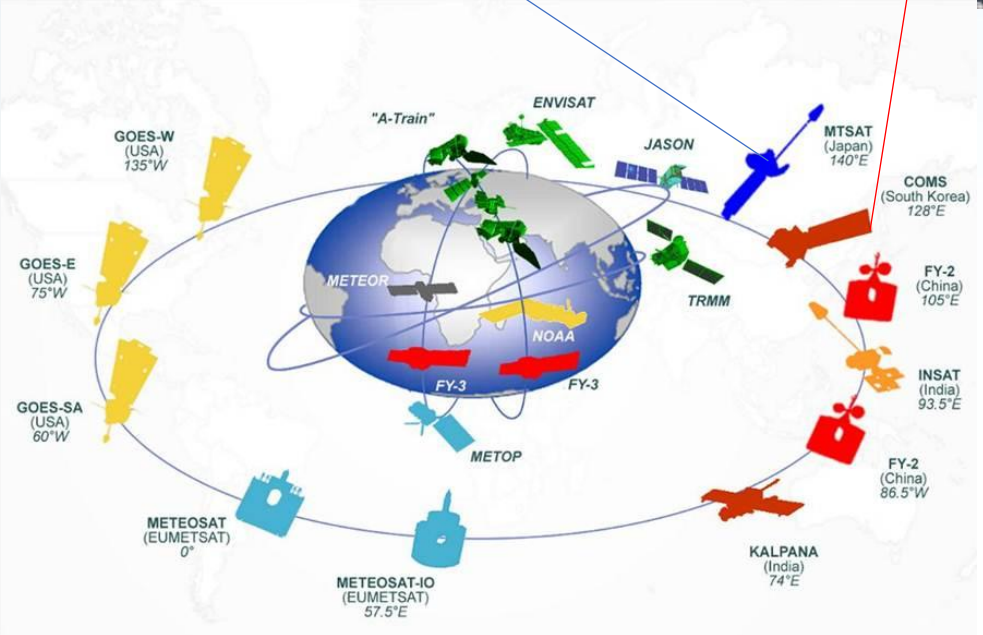 "A-Train"
ENVISAT
GOES-W
(USA)
135°W
JASON
MTSAT
(Japan)
140°E
COMS
(South Korea)
128°E
GOES-E
(USA)
75°W
METEOR
TRMM
FY-2
(China)
105°E
NOAA
FY-3
FY-3
INSAT
(India)
93.5°E
GOES-SA
(USA)
60°W
METOP
FY-2
(China)
86.5°W
METEOSAT
(EUMETSAT)
0°
KALPANA
(India)
74°E
METEOSAT-IO
(EUMETSAT)
57.5°E